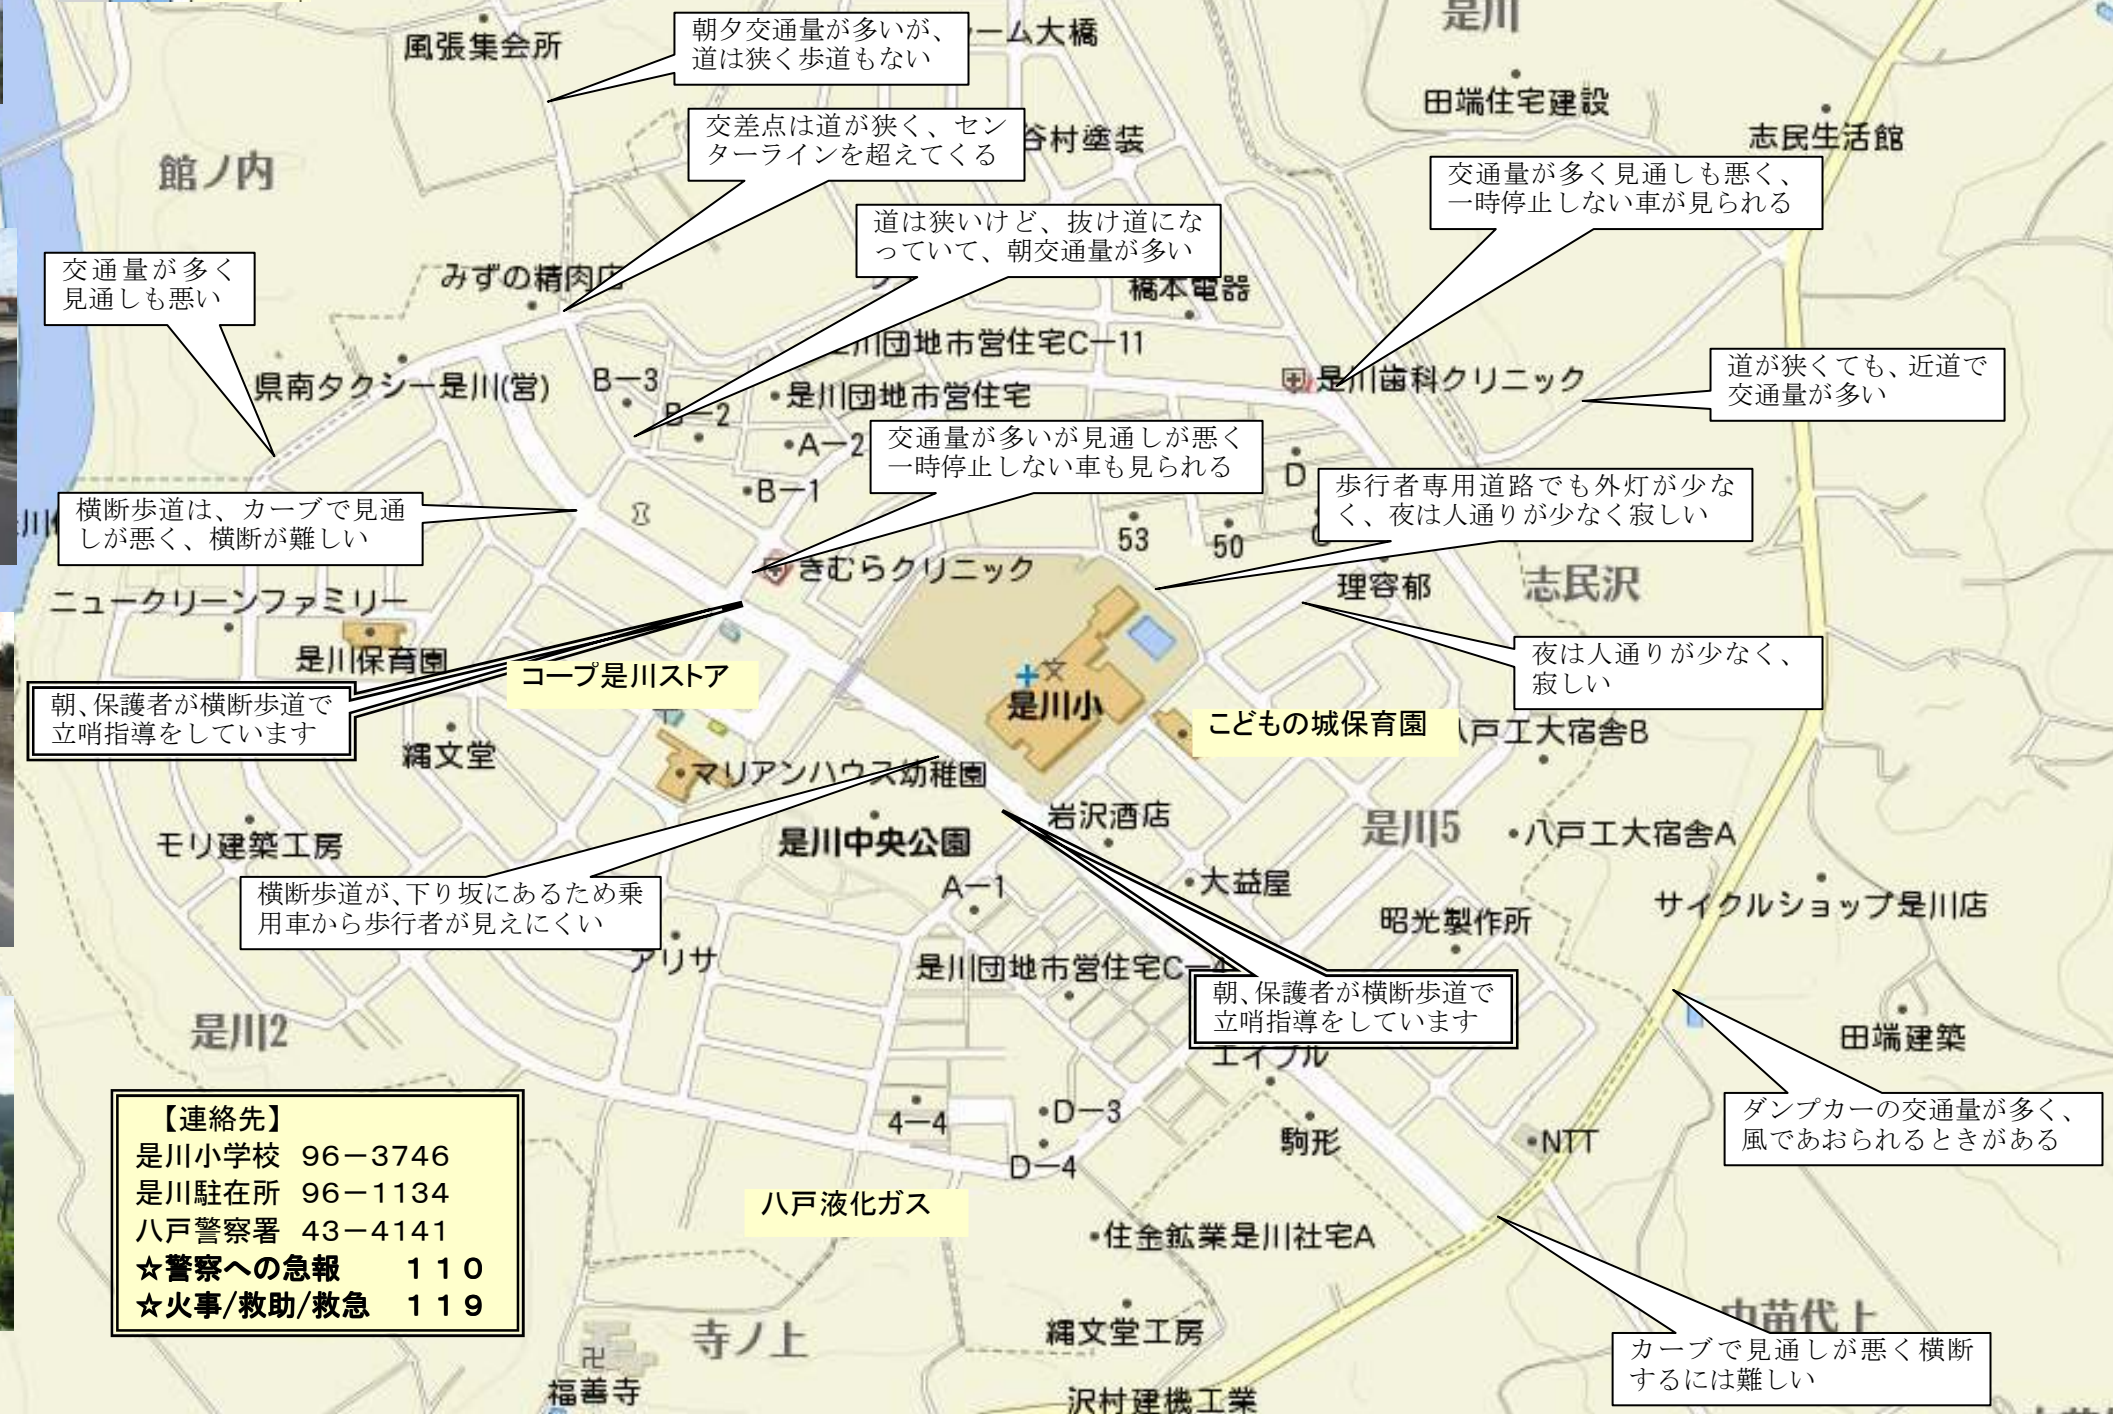 是川
風張集会所
朝夕交通量が多いが、
道は狭く歩道もない
ーム大橋
田端住宅建設
交差点は道が狭く、セン
ターラインを超えてくる
谷村塗装
志民生活館
館ノ内
交通量が多く見通しも悪く、
一時停止しない車が見られる
道は狭いけど、抜け道にな
っていて、朝交通量が多い
交通量が多く
見通しも悪い
みずの精肉店
橋本電器
是川団地市営住宅C－11
県南タクシー是川(営)
B－3
是川団地市営住宅
是川歯科クリニック
道が狭くても、近道で
交通量が多い
B－2
A－2
交通量が多いが見通しが悪く
一時停止しない車も見られる
D
B－1
横断歩道は、カーブで見通
しが悪く、横断が難しい
歩行者専用道路でも外灯が少な
く、夜は人通りが少なく寂しい
53
50
きむらクリニック
理容郁
志民沢
ニュークリーンファミリー
是川保育園
コープ是川ストア
夜は人通りが少なく、
寂しい
朝、保護者が横断歩道で
立哨指導をしています
文
是川小
こどもの城保育園
八戸工大宿舎B
縄文堂
マリアンハウス幼稚園
岩沢酒店
是川5
八戸工大宿舎A
モリ建築工房
是川中央公園
横断歩道が、下り坂にあるため乗
用車から歩行者が見えにくい
A－1
大益屋
昭光製作所
サイクルショップ是川店
アリサ
是川団地市営住宅C－4
朝、保護者が横断歩道で
立哨指導をしています
是川2
田端建築
エイブル
【連絡先】
是川小学校 96－3746
是川駐在所 96－1134
八戸警察署 43－4141
☆警察への急報 110
☆火事/救助/救急 119
4－4
D－3
駒形
NTT
ダンプカーの交通量が多く、
風であおられるときがある
D－4
八戸液化ガス
住金鉱業是川社宅A
中苗代上
縄文堂工房
寺ノ上
カーブで見通しが悪く横断
するには難しい
卍
福善寺
沢村建機工業